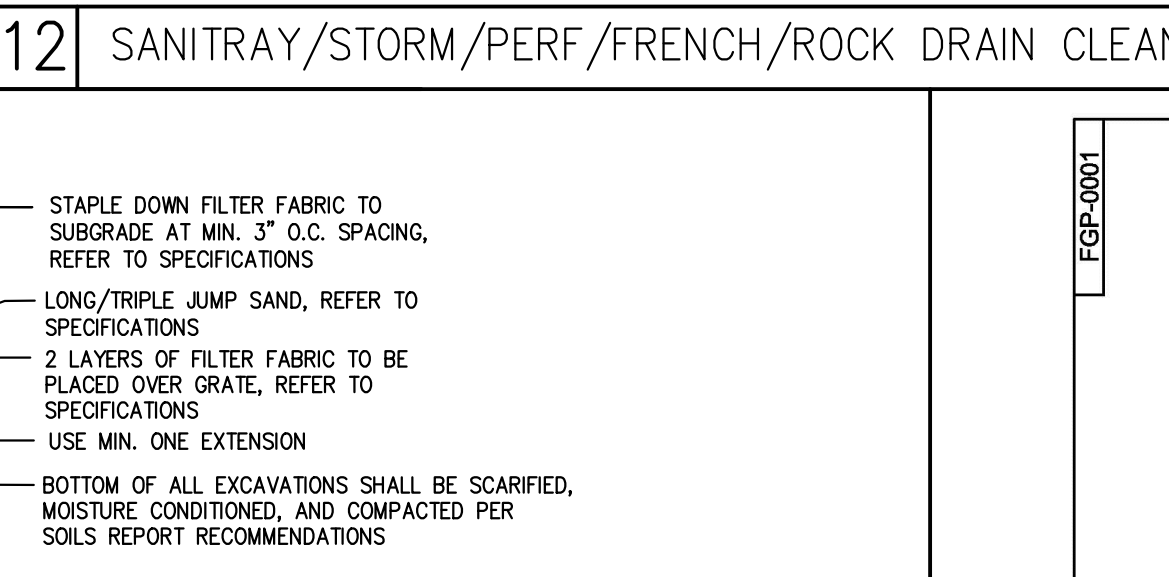 12
SANITRAY/STORM/PERF/FRENCH/ROCK DRAIN
FGP-0001
STAPLE DOWN FILTER FABRIC TO
SUBGRADE AT MIN. 3" O.C. SPACING,
REFER TO SPECIFICATIONS
LONG/TRIPLE JUMP SAND, REFER TO
SPECIFICATIONS
2 LAYERS OF FILTER FABRIC TO BE
PLACED OVER GRATE, REFER TO
SPECIFICATIONS
USE MIN. ONE EXTENSION
BOTTOM OF ALL EXCAVATIONS SHALL BE SCARIFIED,
MOISTURE CONDITIONED, AND COMPACTED PER
SOILS REPORT RECOMMENDATIONS